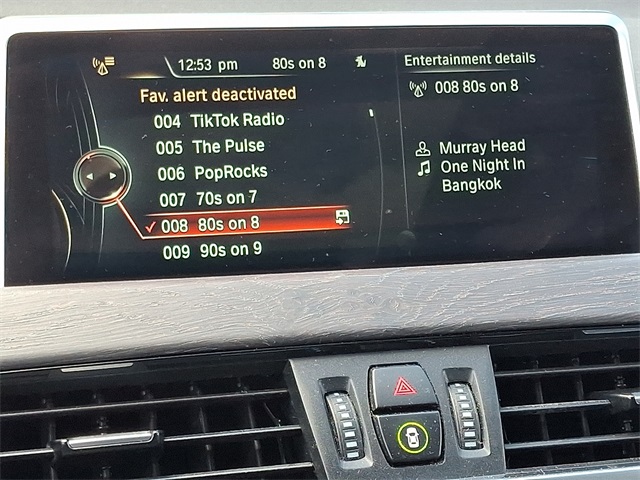 12:53 pm 80s on 8
Fav. alert deactivated
004 TikTok Radio
005 The Pulse
006 PopRocks
007 70s on 7
008 80s on 8
009 90s on 9
Entertainment details
008 80s on 8
Murray Head
One Night In
Bangkok